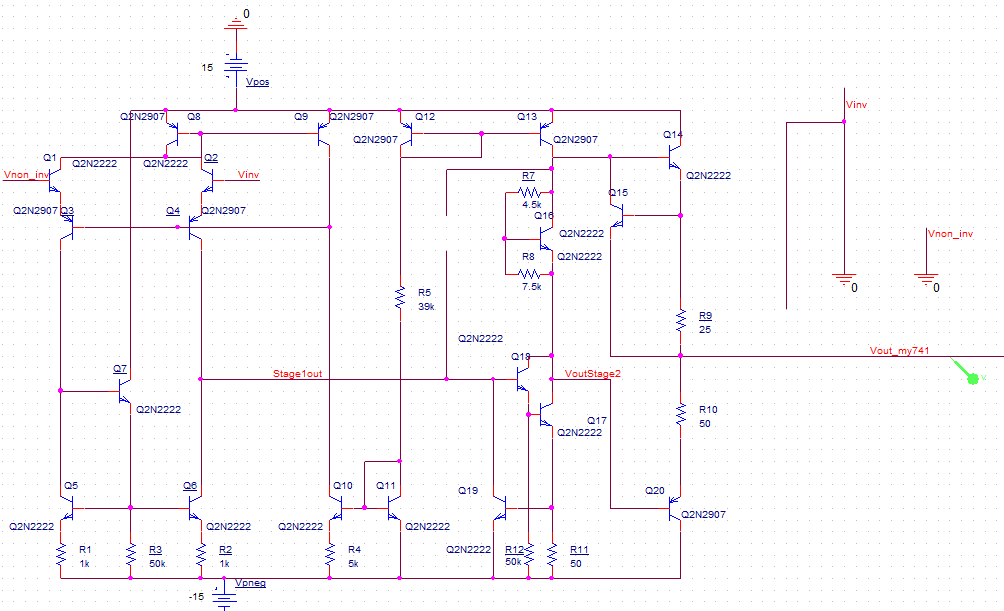 0
15
Vpos
Q2N2907 Q8 Q9 Q2N2907 Q12 Q13
Q2N2907 Q2N2907 Q14
Vinv
Q1 Q2N2222 Q2N2222 Q2
Vnon_inv Vinv R7 Q2N2222
4.5k Q15
Q2N2907 Q3 Q4 Q2N2907 Q16
Q2N2222 Vnon_inv
R8 Q2N2222
7.5k
0 0
R5
39k
R9
25
Q2N2222
Q18 Vout_my741
Q7 Stage1out VoutStage2
V
Q2N2222 R10
50
Q17
Q2N2222
Q5 Q6 Q10 Q11 Q19 Q20
Q2N2907
Q2N2222 Q2N2222 Q2N2222 Q2N2222
R1 R3 R2 R4 Q2N2222 R12 R11
1k 50k 1k 5k 50k 50
Vpneg
-15